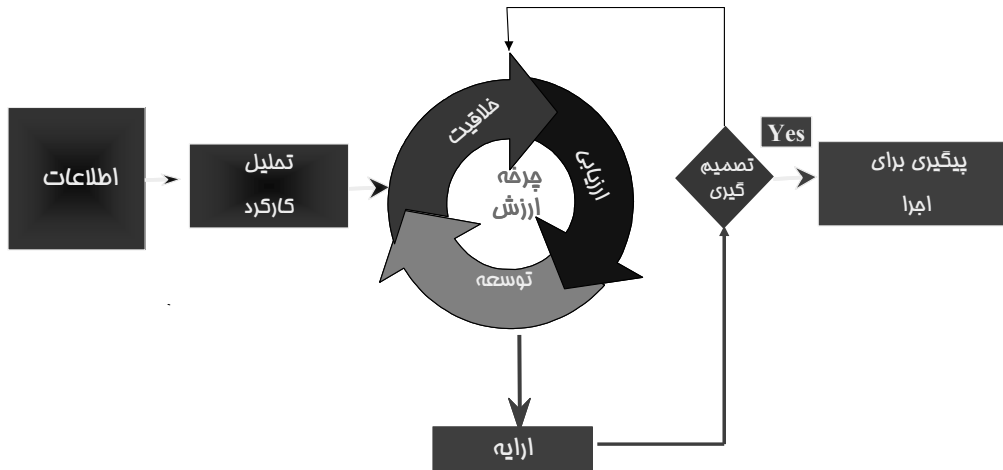 اطلاعات
تحلیل
کارکرد
خلاقیت
ارزیابی
توسعه
چرخه
ارزش
ارایه
تصمیم
گیری
Yes
پیگیری برای
اجرا